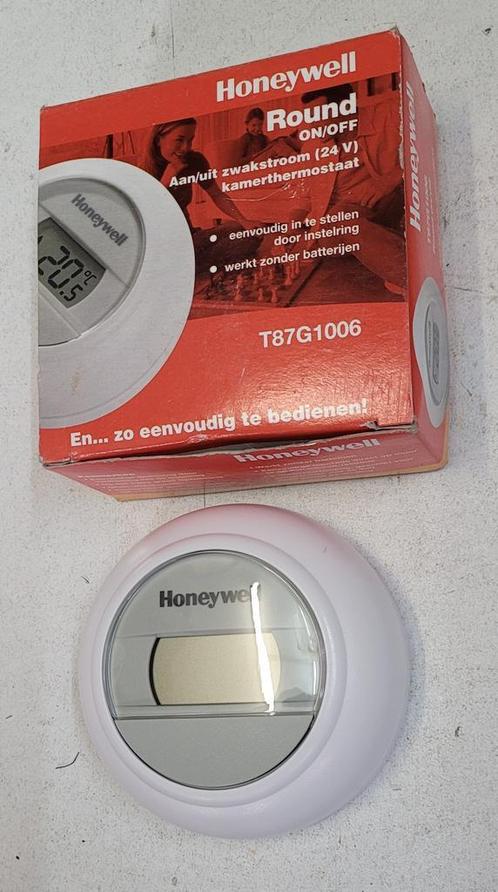 Honeywell
Round
ON/OFF
Aan/uit zwakstroom (24 V)
kamerthermostaat
• eenvoudig in te stellen
door instelring
• werkt zonder batterijen
T87G1006
Honeywell
20.5 °C
En... zo eenvoudig te bedienen!
Honeywell
Honeywell
Honeywell